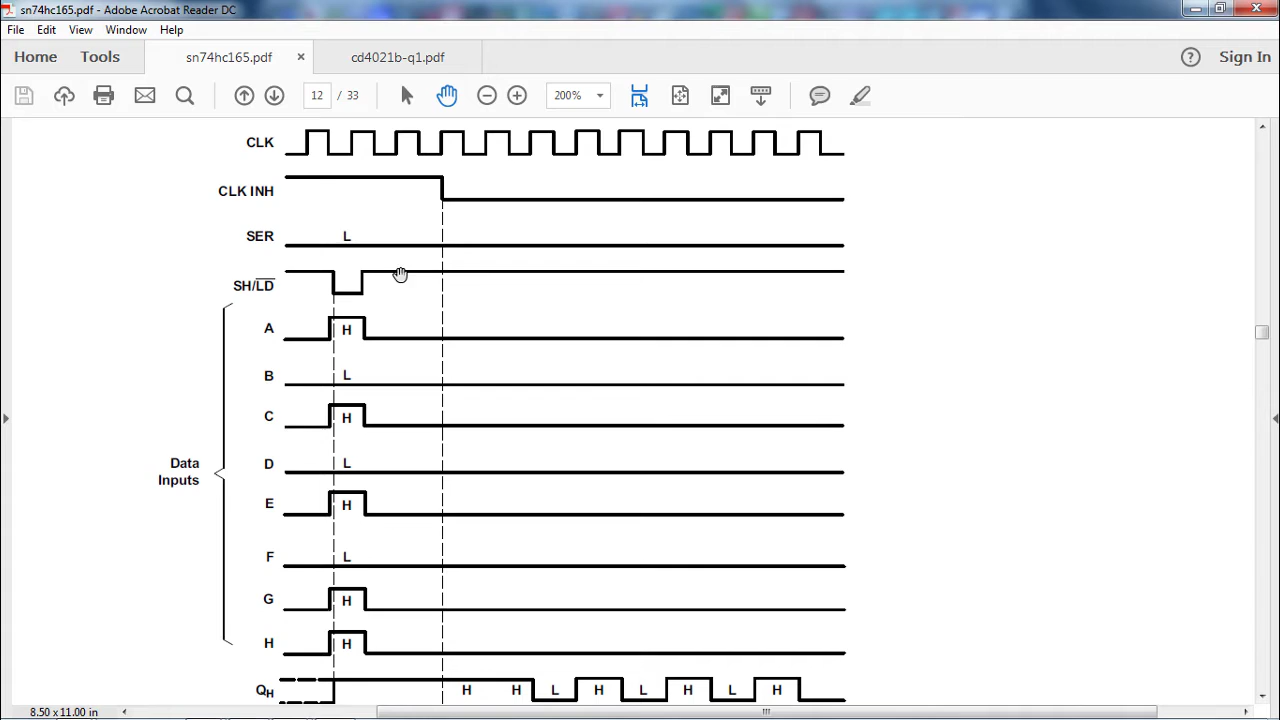 sn74hc165.pdf - Adobe Acrobat Reader DC
File Edit View Window Help
Home Tools sn74hc165.pdf × cd4021b-q1.pdf ? Sign In
12 / 33 200%
CLK
CLK INH
SER L
SH/LD
A H
B L
C H
D L
Data
Inputs
E H
F L
G H
H H
QH H H L H L H L H
8.50 x 11.00 in